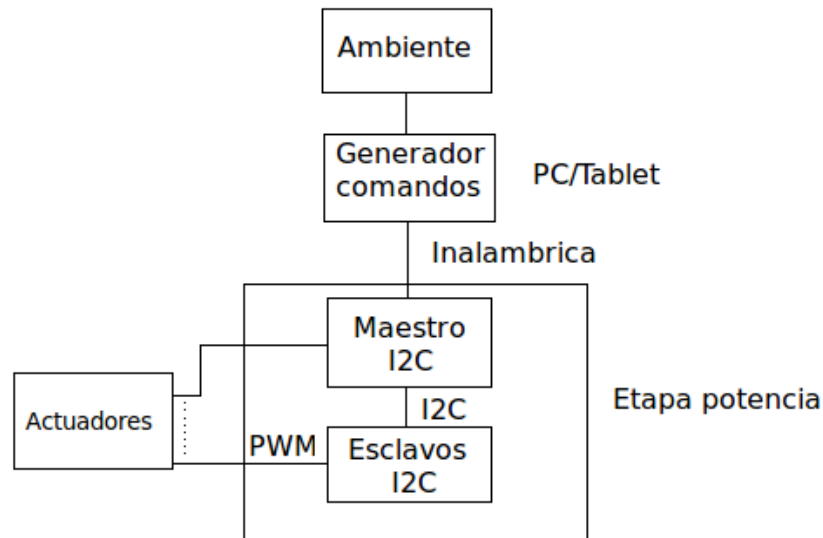 Ambiente
Generador
comandos
PC/Tablet
Inalambrica
Maestro
I2C
I2C
Etapa potencia
Actuadores
PWM
Esclavos
I2C